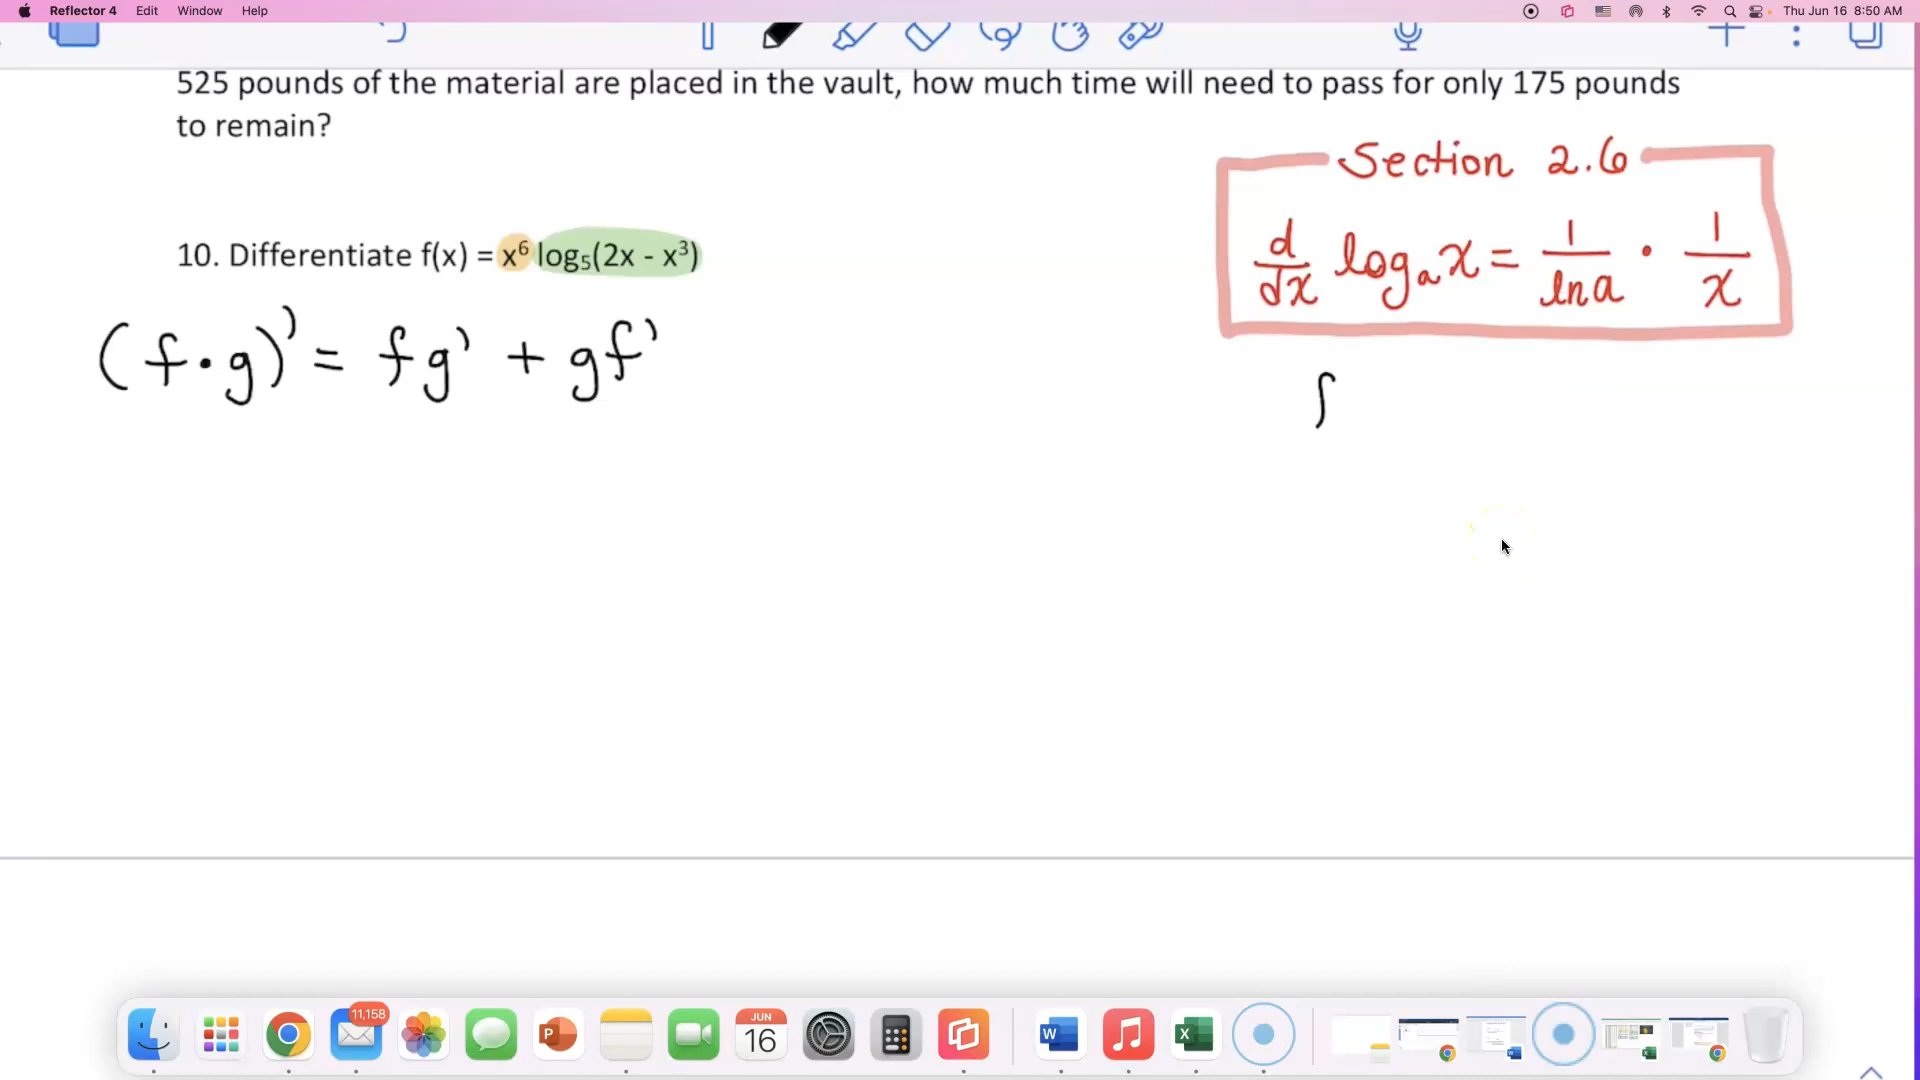 Reflector 4 Edit Window Help Thu Jun 16 8:50 AM
525 pounds of the material are placed in the vault, how much time will need to pass for only 175 pounds
to remain?
Section 2.6
10. Differentiate f(x) = x⁶ log₅(2x - x³)
d/dx logₐx = 1/ln a · 1/x
(f·g)' = fg' + gf'
f
11,158
JUN
16